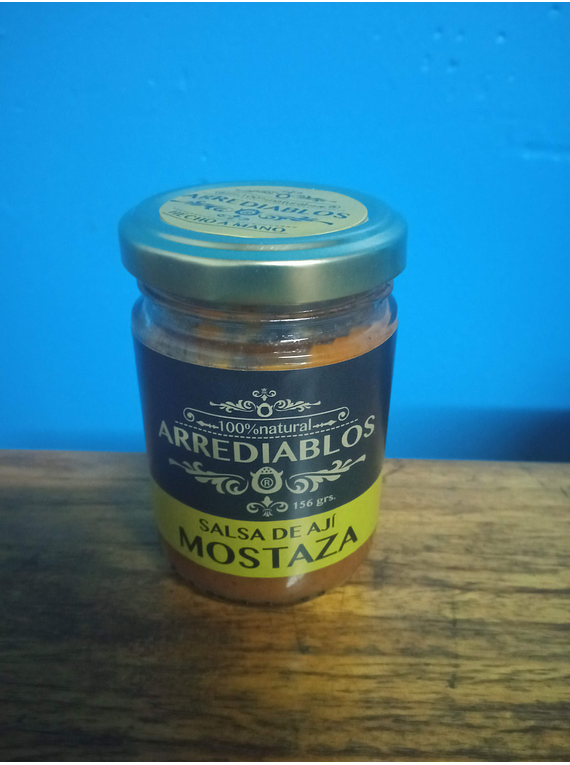 ARREDIABLOS
HECHO A MANO
100%natural
ARREDIABLOS
®
156 grs.
SALSA DE AJÍ
MOSTAZA